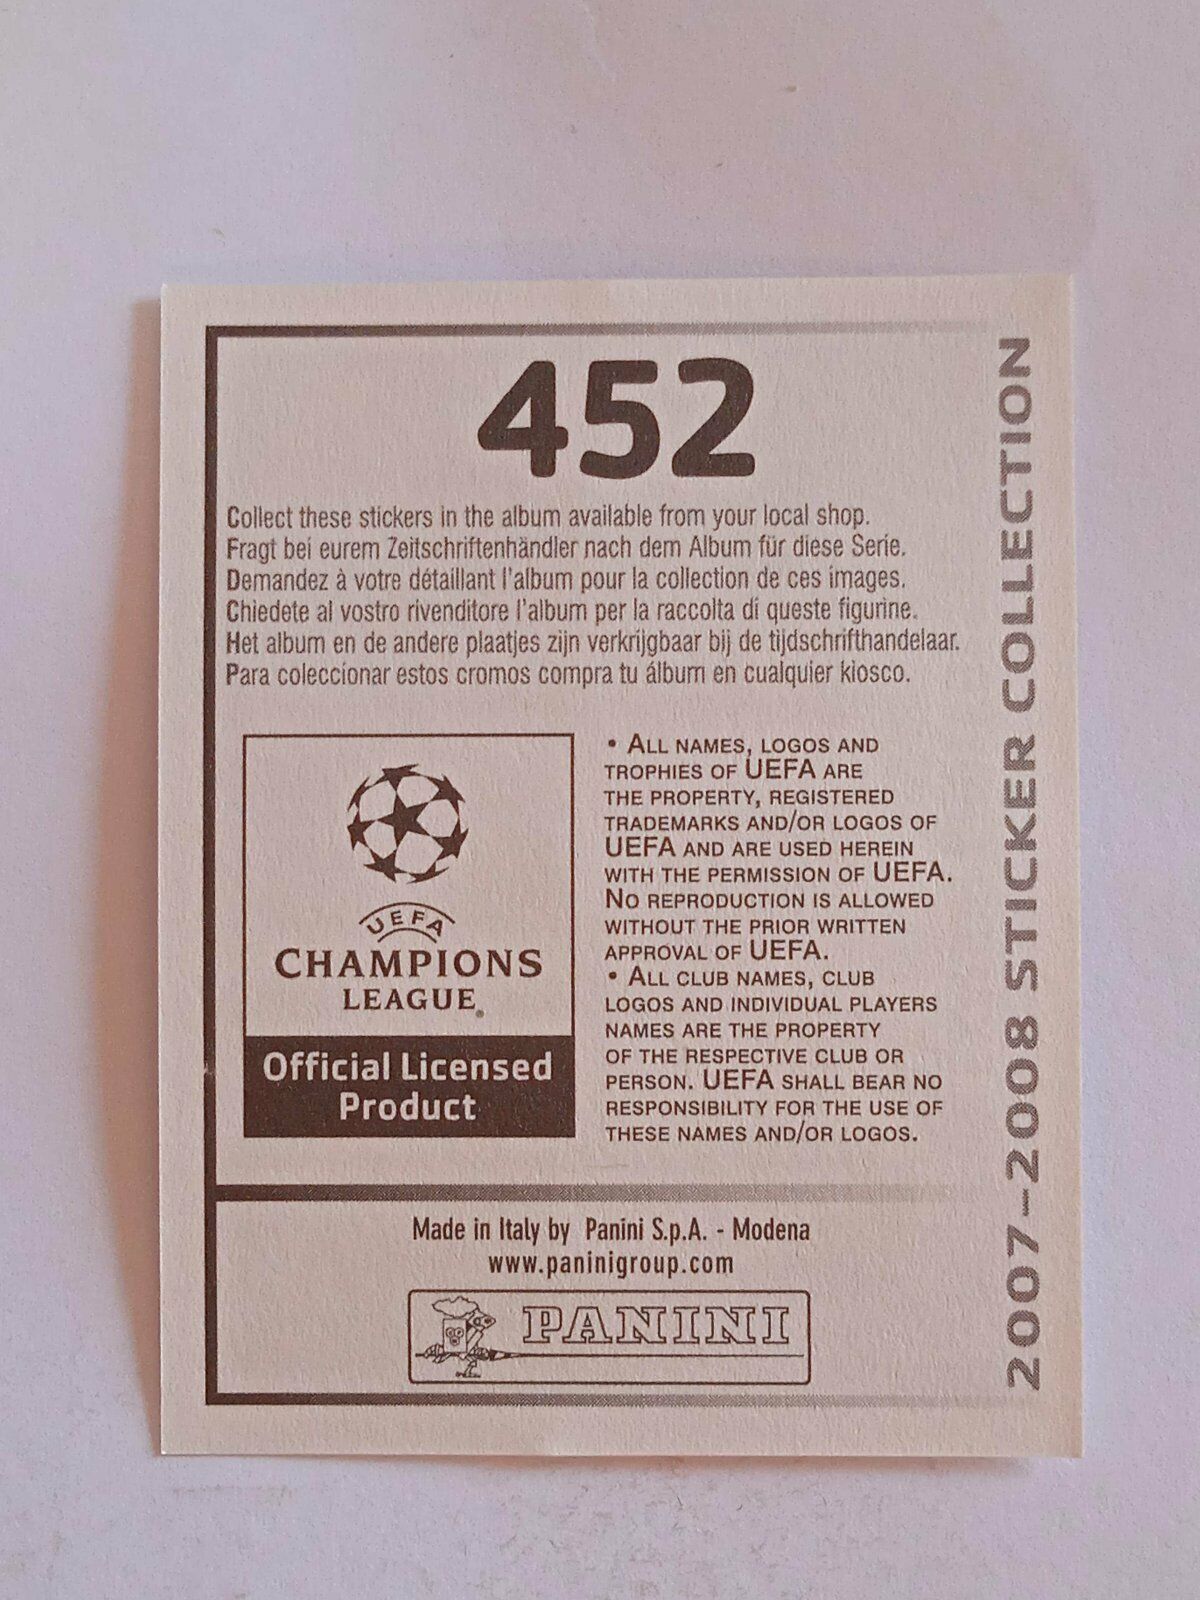 452
Collect these stickers in the album available from your local shop.
Fragt bei eurem Zeitschriftenhändler nach dem Album für diese Serie.
Demandez à votre détaillant l'album pour la collection de ces images.
Chiedete al vostro rivenditore l'album per la raccolta di queste figurine.
Het album en de andere plaatjes zijn verkrijgbaar bij de tijdschrifthandelaar.
Para coleccionar estos cromos compra tu álbum en cualquier kiosco.
UEFA
CHAMPIONS
LEAGUE®
Official Licensed
Product
• ALL NAMES, LOGOS AND
TROPHIES OF UEFA ARE
THE PROPERTY, REGISTERED
TRADEMARKS AND/OR LOGOS OF
UEFA AND ARE USED HEREIN
WITH THE PERMISSION OF UEFA.
NO REPRODUCTION IS ALLOWED
WITHOUT THE PRIOR WRITTEN
APPROVAL OF UEFA.
• ALL CLUB NAMES, CLUB
LOGOS AND INDIVIDUAL PLAYERS
NAMES ARE THE PROPERTY
OF THE RESPECTIVE CLUB OR
PERSON. UEFA SHALL BEAR NO
RESPONSIBILITY FOR THE USE OF
THESE NAMES AND/OR LOGOS.
Made in Italy by Panini S.p.A. - Modena
www.paninigroup.com
PANINI
2007-2008 STICKER COLLECTION